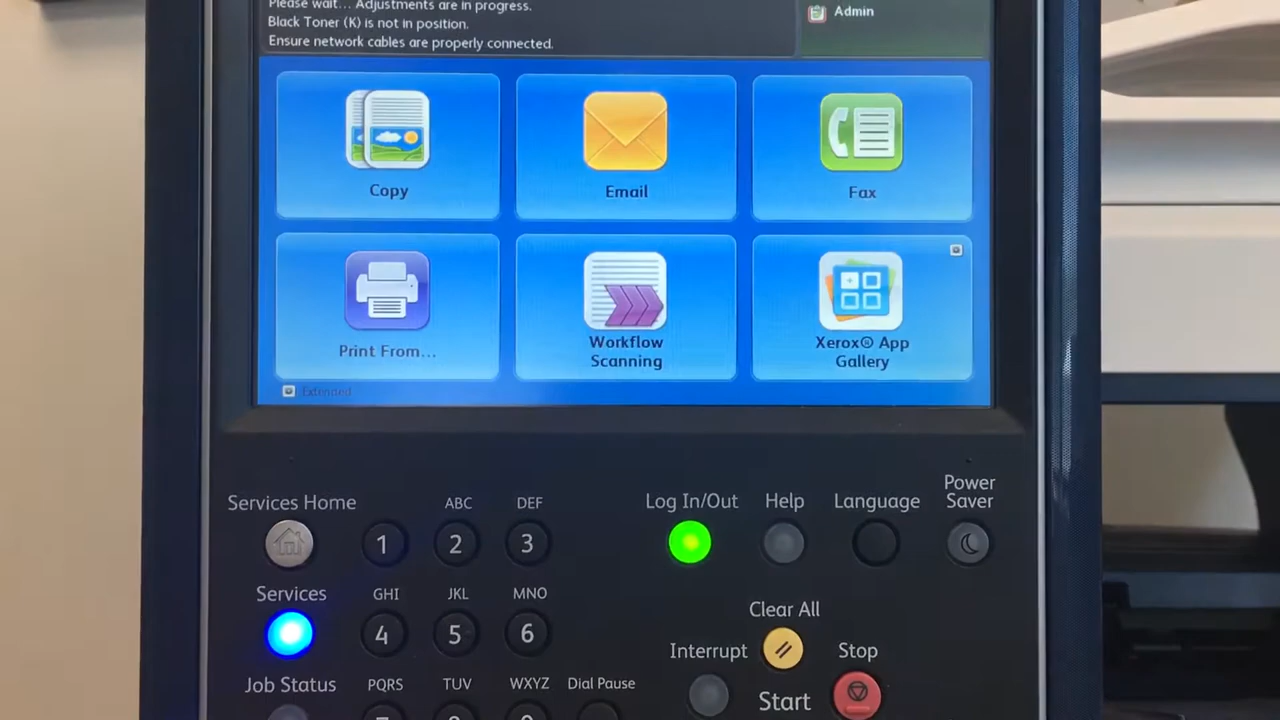 Please wait... Adjustments are in progress.
Black Toner (K) is not in position.
Ensure network cables are properly connected.
Admin
Copy
Email
Fax
Print From...
Workflow
Scanning
Xerox® App
Gallery
Extended
Services Home
ABC
DEF
Log In/Out
Help
Language
Power
Saver
1
2
3
Services
GHI
JKL
MNO
Clear All
4
5
6
Interrupt
Stop
Job Status
PQRS
TUV
WXYZ
Dial Pause
Start